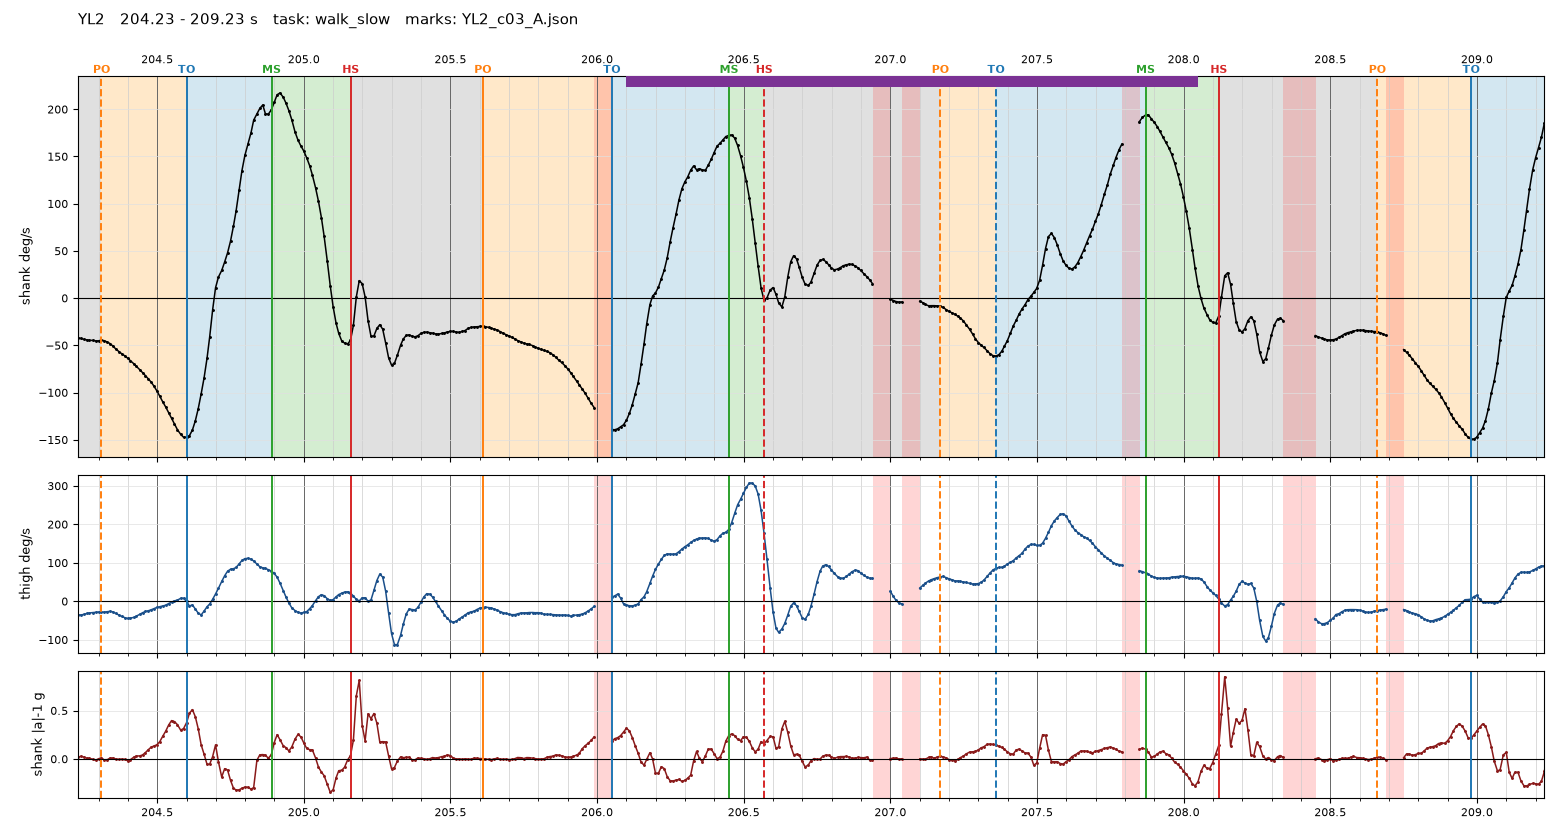 YL2 204.23 - 209.23 s task: walk_slow marks: YL2_c03_A.json
204.5 205.0 205.5 206.0 206.5 207.0 207.5 208.0 208.5 209.0
PO TO MS HS PO TO MS HS PO TO MS HS PO TO
shank deg/s
200
150
100
50
0
−50
−100
−150
thigh deg/s
300
200
100
0
−100
shank |a|-1 g
0.5
0.0
204.5 205.0 205.5 206.0 206.5 207.0 207.5 208.0 208.5 209.0